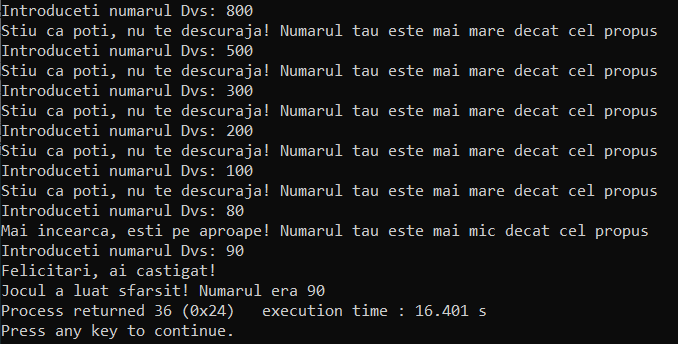 Introduceti numarul Dvs: 800
Stiu ca poti, nu te descuraja! Numarul tau este mai mare decat cel propus
Introduceti numarul Dvs: 500
Stiu ca poti, nu te descuraja! Numarul tau este mai mare decat cel propus
Introduceti numarul Dvs: 300
Stiu ca poti, nu te descuraja! Numarul tau este mai mare decat cel propus
Introduceti numarul Dvs: 200
Stiu ca poti, nu te descuraja! Numarul tau este mai mare decat cel propus
Introduceti numarul Dvs: 100
Stiu ca poti, nu te descuraja! Numarul tau este mai mare decat cel propus
Introduceti numarul Dvs: 80
Mai incearca, esti pe aproape! Numarul tau este mai mic decat cel propus
Introduceti numarul Dvs: 90
Felicitari, ai castigat!
Jocul a luat sfarsit! Numarul era 90
Process returned 36 (0x24)   execution time : 16.401 s
Press any key to continue.